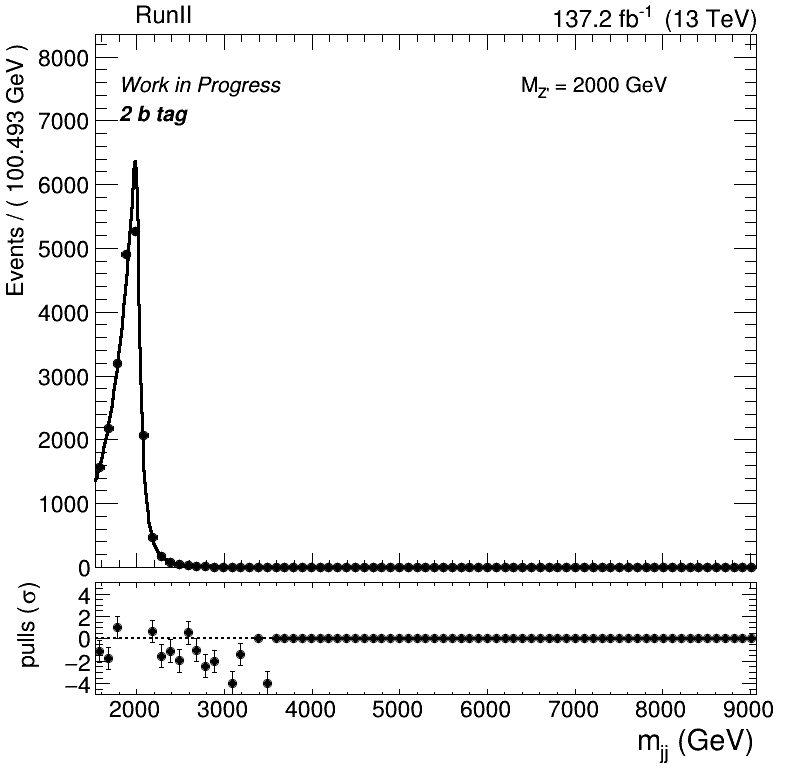 RunII 137.2 fb⁻¹ (13 TeV)
Events / ( 100.493 GeV )
8000
7000
6000
5000
4000
3000
2000
1000
0
Work in Progress
2 b tag
M_Z' = 2000 GeV
pulls (σ)
4
2
0
−2
−4
2000 3000 4000 5000 6000 7000 8000 9000
m_jj (GeV)